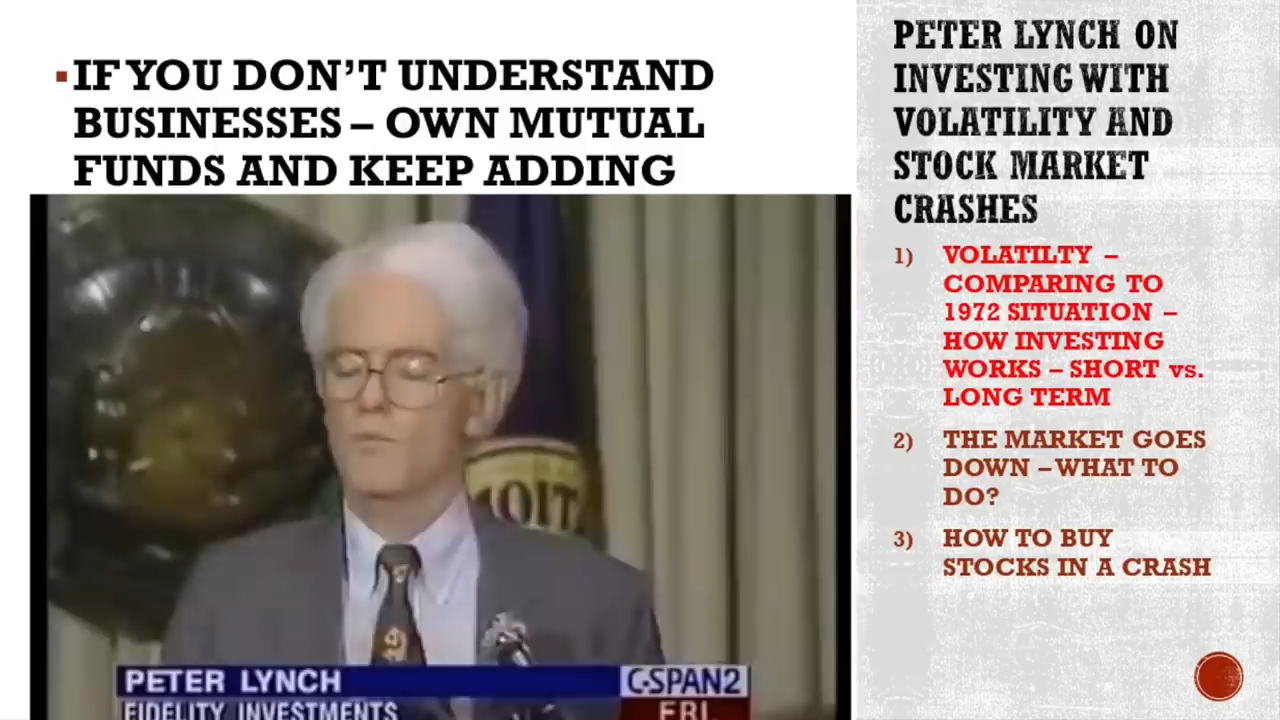 IF YOU DON'T UNDERSTAND
BUSINESSES – OWN MUTUAL
FUNDS AND KEEP ADDING
PETER LYNCH ON
INVESTING WITH
VOLATILITY AND
STOCK MARKET
CRASHES
1) VOLATILTY –
COMPARING TO
1972 SITUATION –
HOW INVESTING
WORKS – SHORT vs.
LONG TERM
2) THE MARKET GOES
DOWN – WHAT TO
DO?
3) HOW TO BUY
STOCKS IN A CRASH
PETER LYNCH
C-SPAN2
FIDELITY INVESTMENTS
FRI.